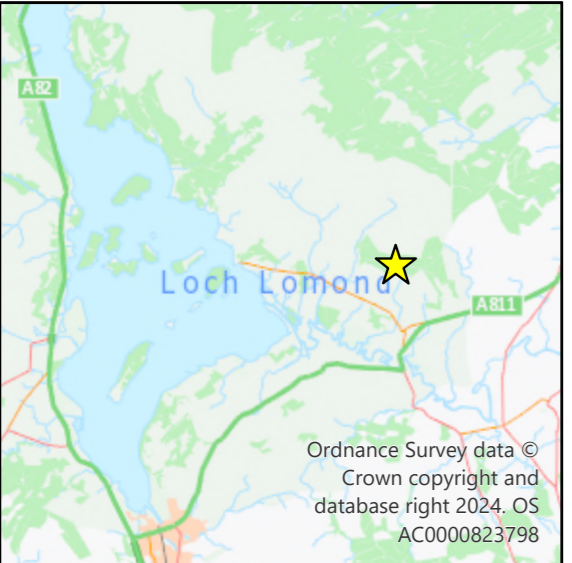 A82
Loch Lomond
A811
Ordnance Survey data ©
Crown copyright and
database right 2024. OS
AC0000823798